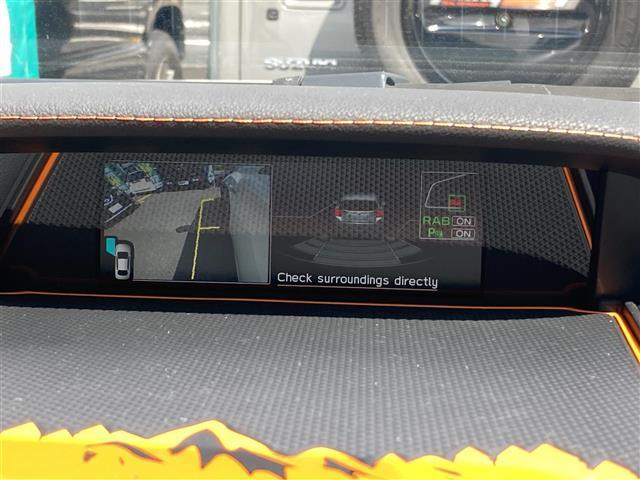 SUZUKI
RAB ON
P ON
Check surroundings directly